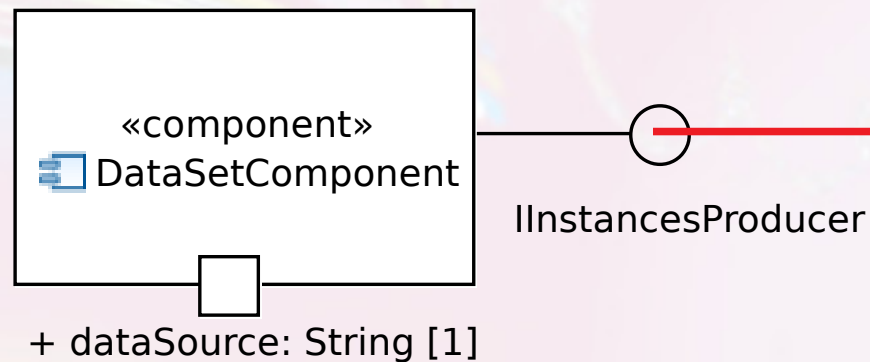 «component»
DataSetComponent
IInstancesProducer
+ dataSource: String [1]